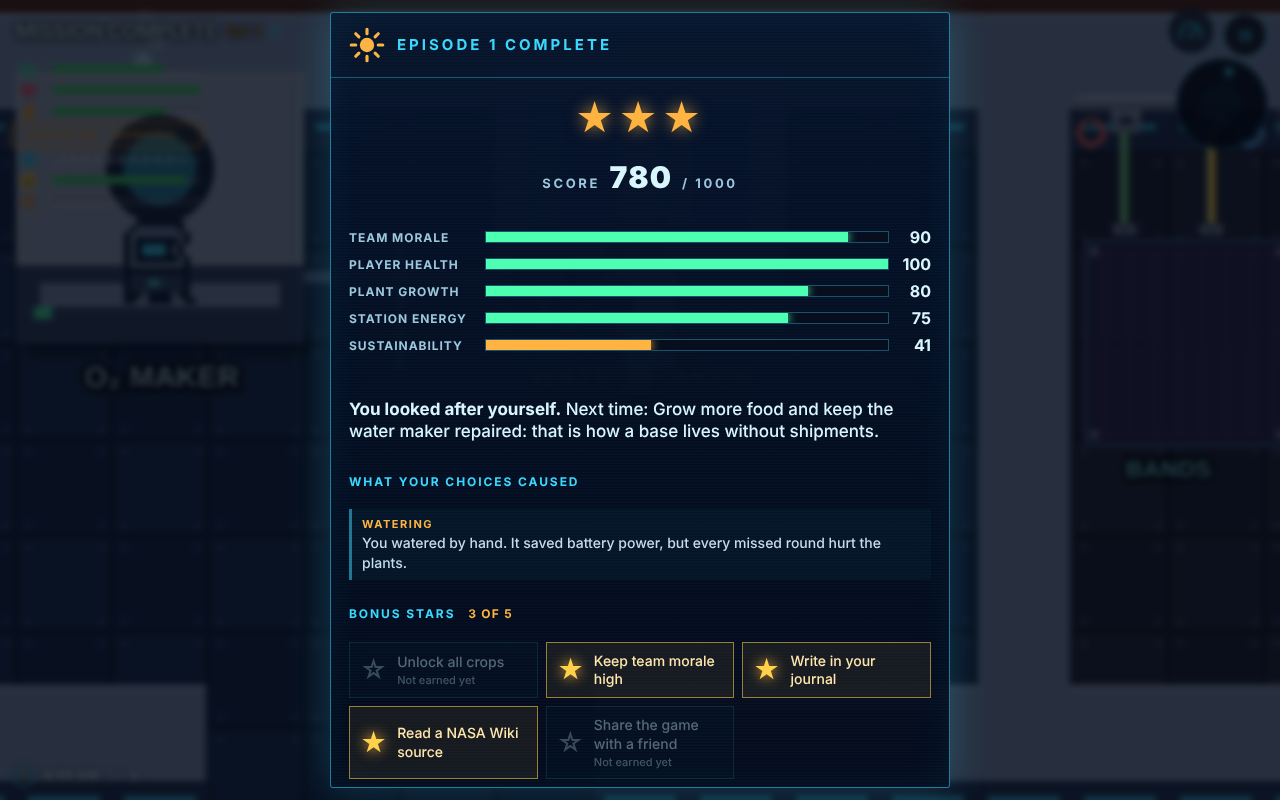 MISSION COMPLETE
EPISODE 1 COMPLETE
SCORE 780 / 1000
TEAM MORALE 90
PLAYER HEALTH 100
PLANT GROWTH 80
STATION ENERGY 75
SUSTAINABILITY 41
You looked after yourself. Next time: Grow more food and keep the
water maker repaired: that is how a base lives without shipments.
WHAT YOUR CHOICES CAUSED
WATERING
You watered by hand. It saved battery power, but every missed round hurt the
plants.
BONUS STARS 3 OF 5
Unlock all crops
Not earned yet
Keep team morale
high
Write in your
journal
Read a NASA Wiki
source
Share the game
with a friend
Not earned yet
O₂ MAKER
BANDS